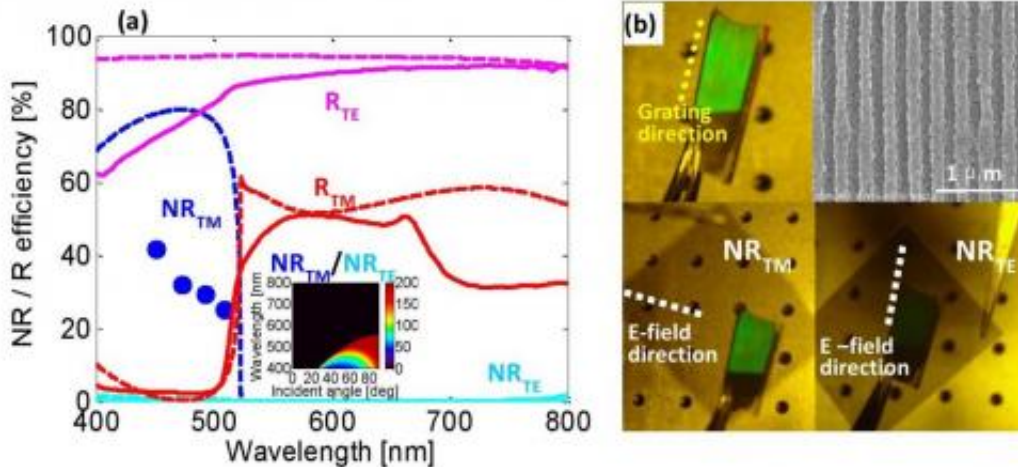 (a)
100
80
60
40
20
0
NR / R efficiency [%]
R_TE
NR_TM
R_TM
NR_TM/NR_TE
800
700
600
500
400
Wavelength [nm
0 20 40 60 80
Incident angle [deg]
200
150
100
50
0
NR_TE
400 500 600 700 800
Wavelength [nm]
(b)
Grating
direction
1 μm
NR_TM
E-field
direction
NR_TE
E –field
direction